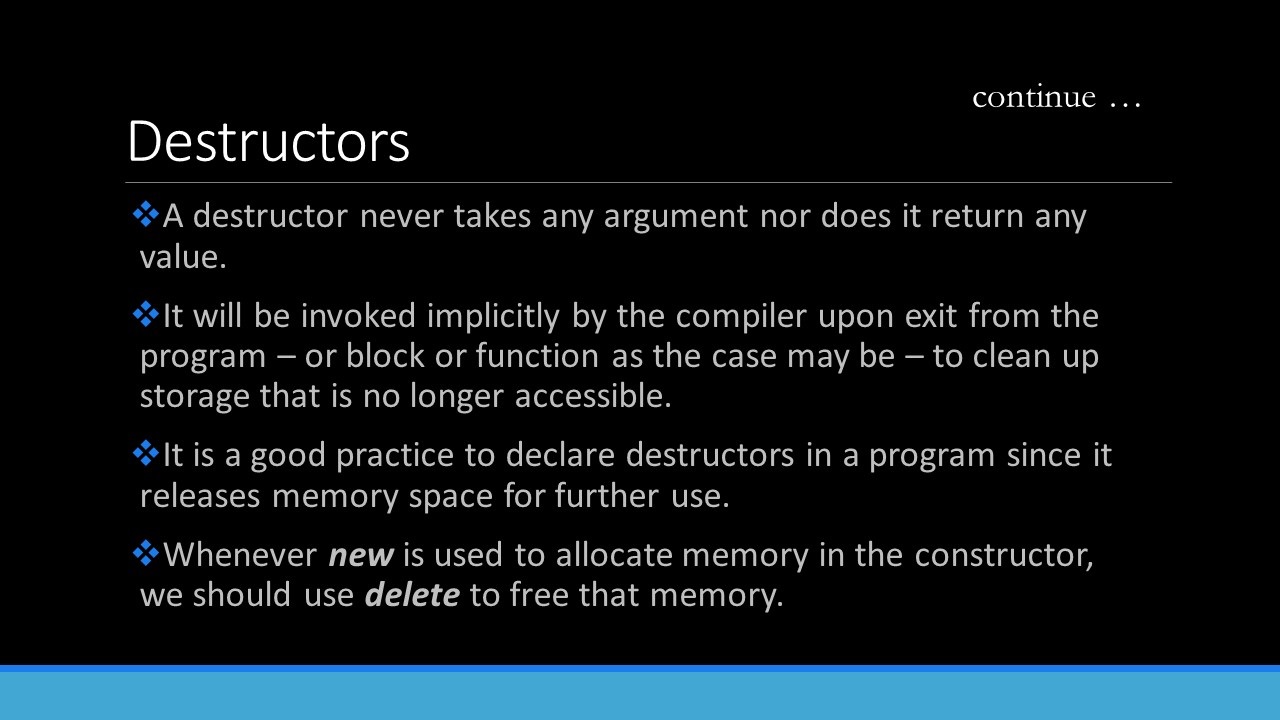 continue …
Destructors
❖A destructor never takes any argument nor does it return any
value.
❖It will be invoked implicitly by the compiler upon exit from the
program – or block or function as the case may be – to clean up
storage that is no longer accessible.
❖It is a good practice to declare destructors in a program since it
releases memory space for further use.
❖Whenever new is used to allocate memory in the constructor,
we should use delete to free that memory.